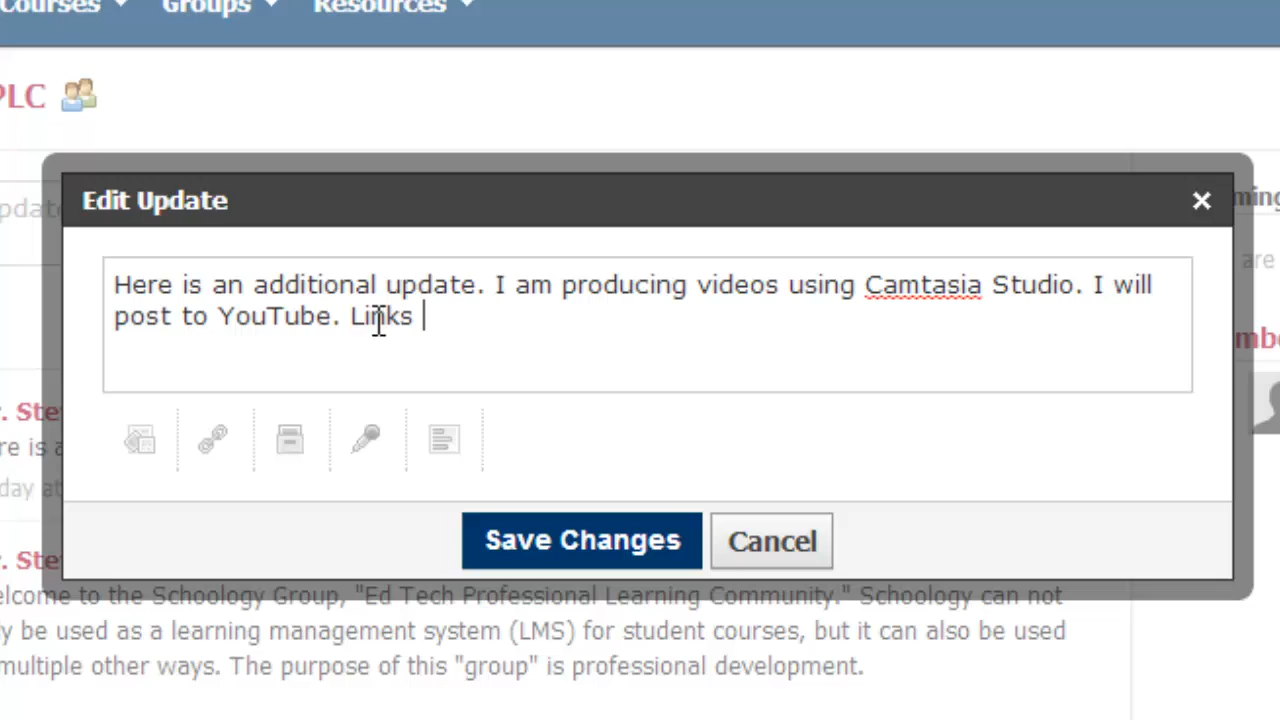 Courses Groups Resources
PLC
Edit Update
Here is an additional update. I am producing videos using Camtasia Studio. I will
post to YouTube. Links
Save Changes Cancel
elcome to the Schoology Group, "Ed Tech Professional Learning Community." Schoology can not
y be used as a learning management system (LMS) for student courses, but it can also be used
multiple other ways. The purpose of this "group" is professional development.